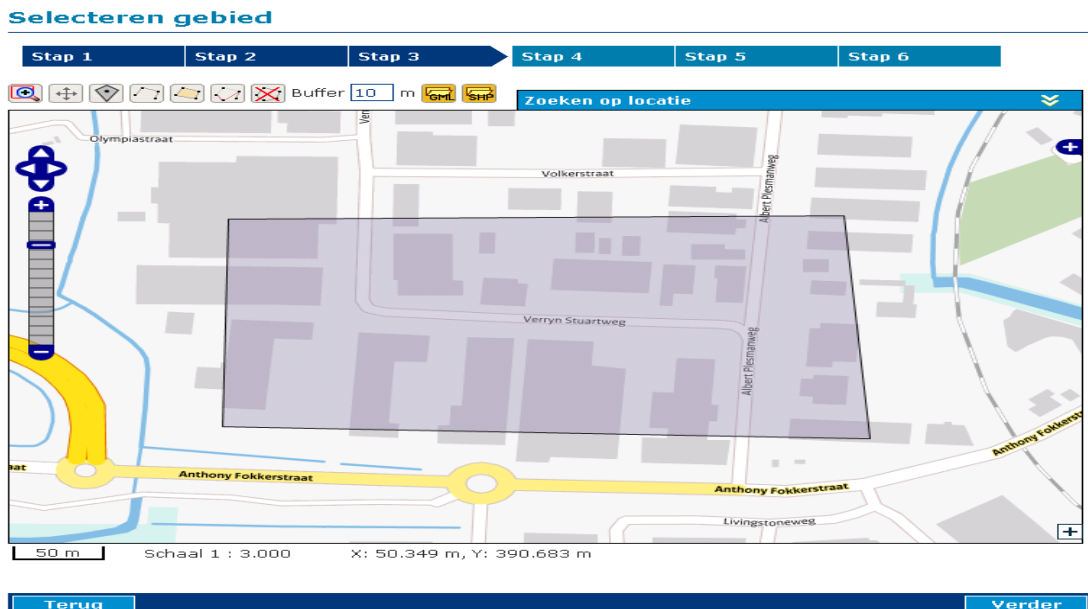 Selecteren gebied
Stap 1 Stap 2 Stap 3 Stap 4 Stap 5 Stap 6
Buffer 10 m GML SHP
Zoeken op locatie
Olympiastraat
Volkerstraat
Albert Plesmanweg
Verryn Stuartweg
Albert Plesmanweg
Anthony Fokkerstraat
aat
Anthony Fokkerstraat
Anthony Fokkerstraat
Livingstoneweg
50 m Schaal 1 : 3.000 X: 50.349 m, Y: 390.683 m
Terug Verder